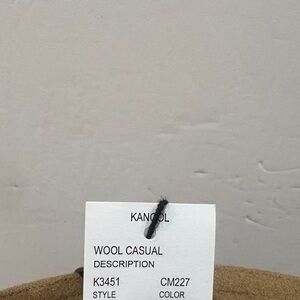 KANGOL
WOOL CASUAL
DESCRIPTION
K3451 CM227
STYLE COLOR